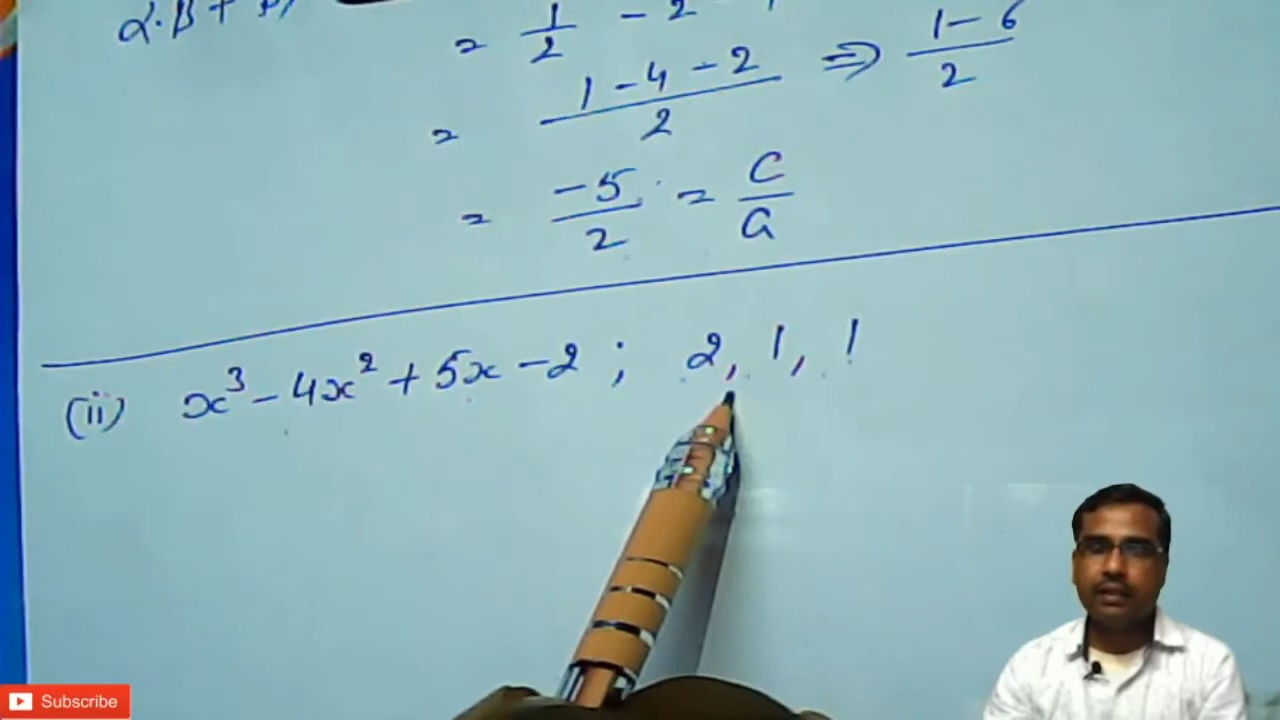 α.β +
= 1/2 - 2 -
= (1 - 4 - 2)/2 ⇒ (1 - 6)/2
= -5/2 = C/a
(ii) x³ - 4x² + 5x - 2 ; 2, 1, 1
Subscribe